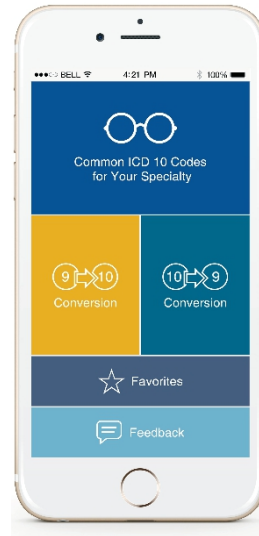 BELL 4:21 PM 100%
Common ICD 10 Codes
for Your Specialty
9 10 10 9
Conversion Conversion
Favorites
Feedback